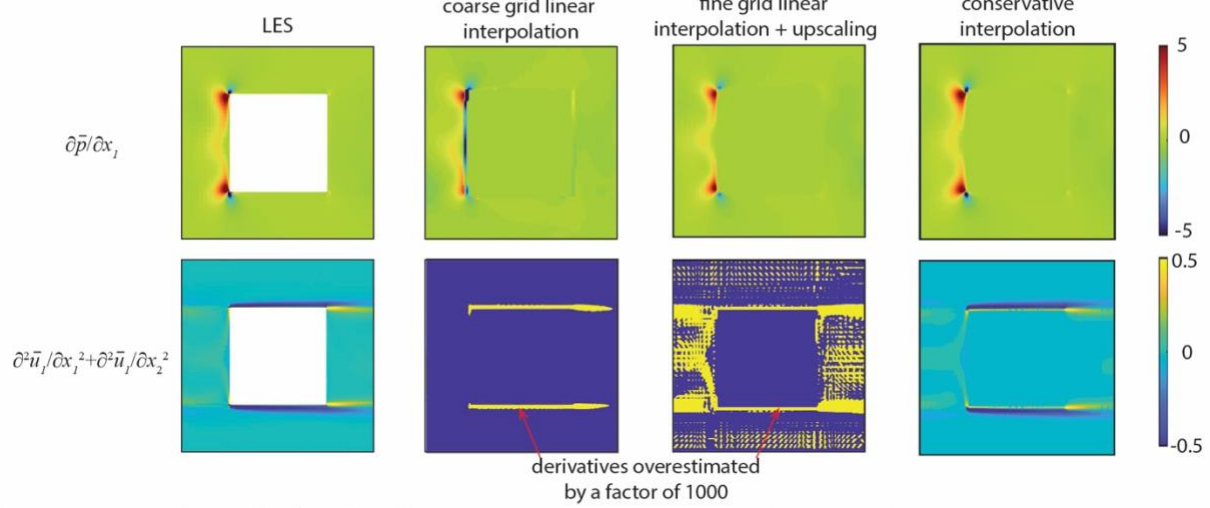 LES
coarse grid linear
interpolation
fine grid linear
interpolation + upscaling
conservative
interpolation
∂p̄/∂x₁
5
0
-5
∂²ū₁/∂x₁²+∂²ū₁/∂x₂²
0.5
0
-0.5
derivatives overestimated
by a factor of 1000